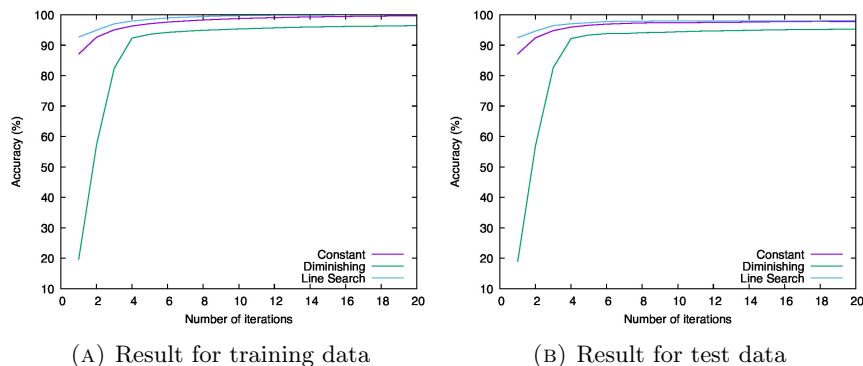 100
90
80
70
60
50
40
30
20
10
Accuracy (%)
Constant
Diminishing
Line Search
0 2 4 6 8 10 12 14 16 18 20
Number of iterations
(A) Result for training data
100
90
80
70
60
50
40
30
20
10
Accuracy (%)
Constant
Diminishing
Line Search
0 2 4 6 8 10 12 14 16 18 20
Number of iterations
(B) Result for test data